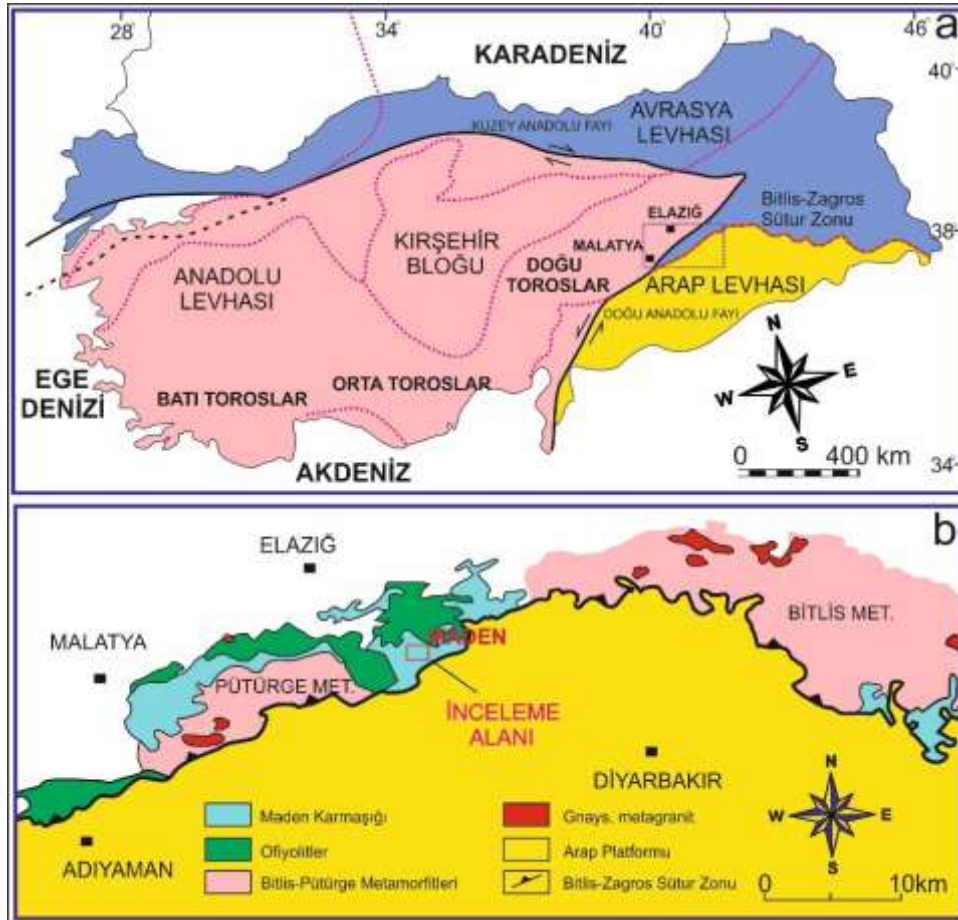 28°
34°
40°
46°
a
KARADENİZ
40°
AVRASYA
LEVHASI
KUZEY ANADOLU FAYI
Bitlis-Zagros
Sütur Zonu
ELAZIĞ
38°
KIRŞEHİR
BLOĞU
MALATYA
ANADOLU
LEVHASI
DOĞU
TOROSLAR
ARAP LEVHASI
DOĞU ANADOLU FAYI
N
W
E
S
EGE
DENİZİ
BATI TOROSLAR
ORTA TOROSLAR
AKDENİZ
0 400 km
34°
b
ELAZIĞ
BİTLİS MET.
MADEN
MALATYA
PÜTÜRGE MET.
İNCELEME
ALANI
DİYARBAKIR
N
W
E
S
ADIYAMAN
Maden Karmaşığı
Ofiyolitler
Bitlis-Pütürge Metamorfitleri
Gnays. metagranit
Arap Platformu
Bitlis-Zagros Sütur Zonu
0 10km